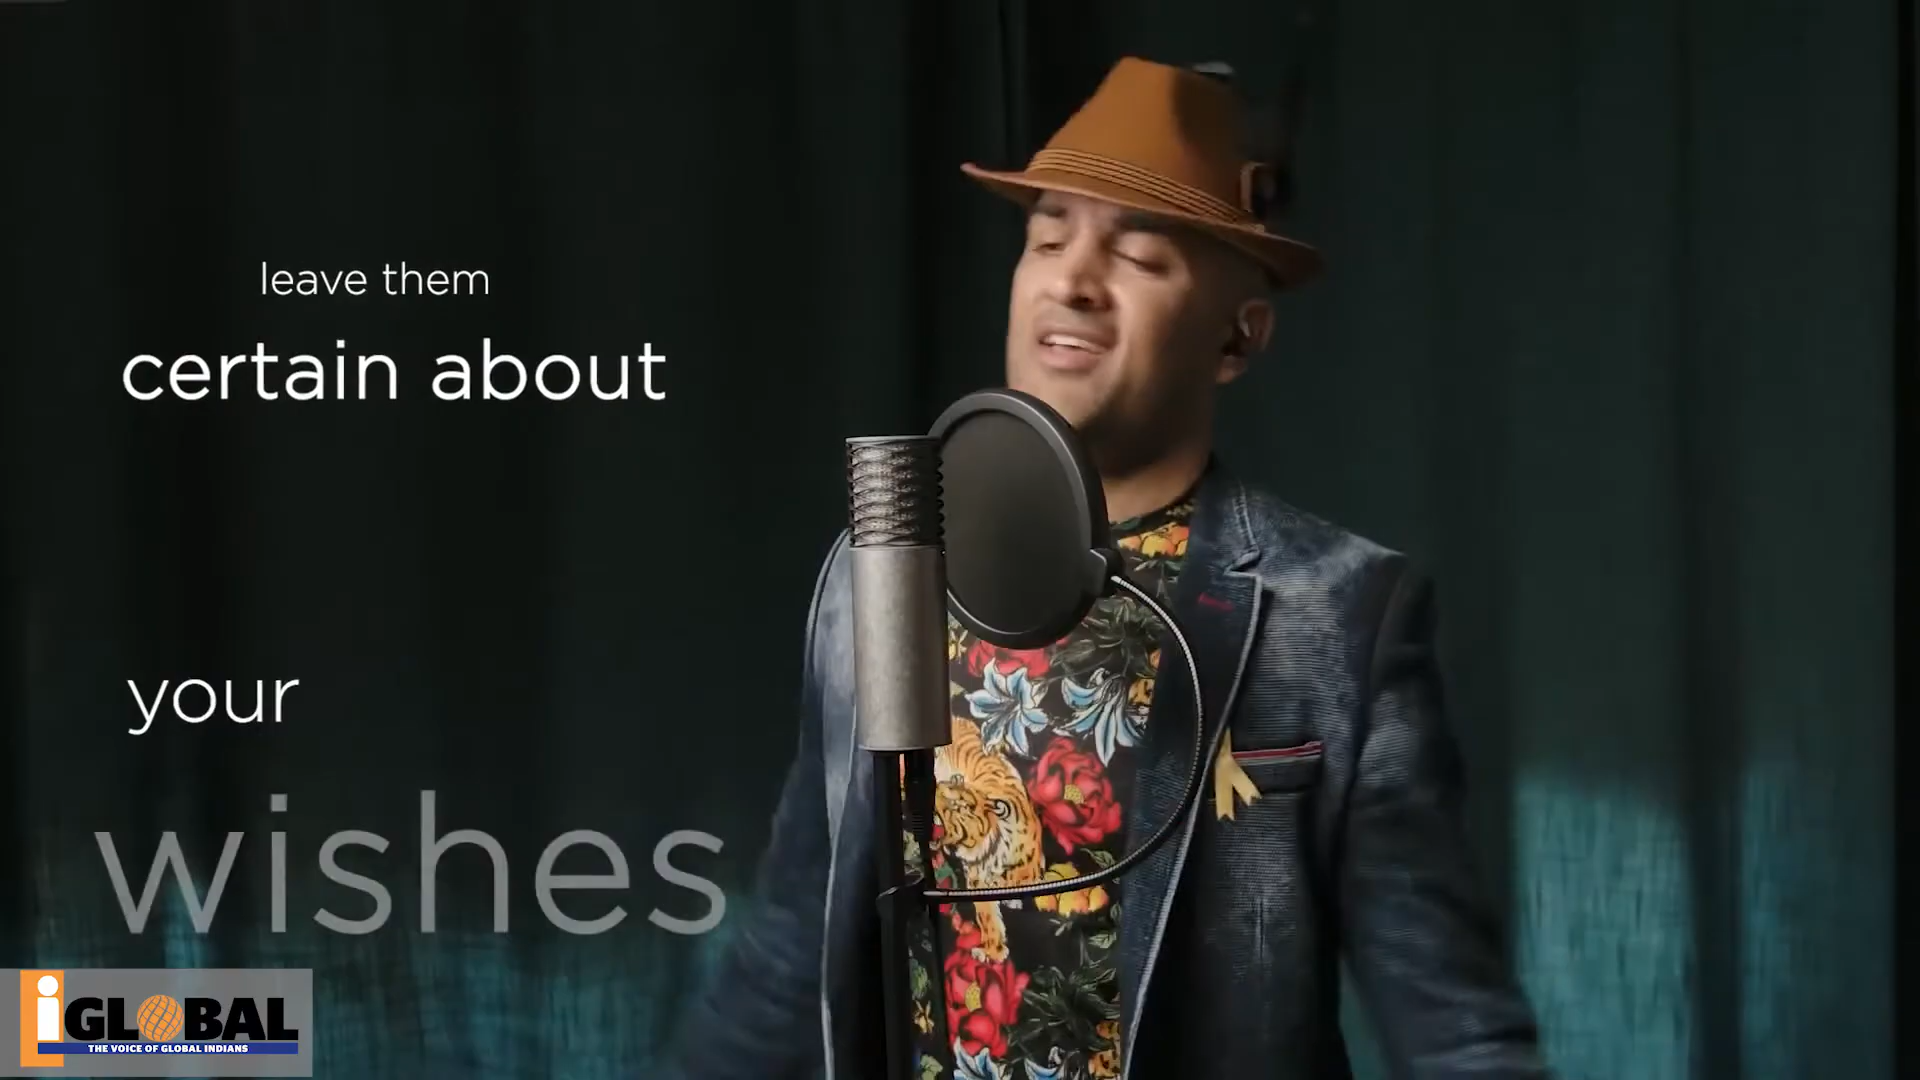 leave them
certain about
your
wishes
iGLOBAL
THE VOICE OF GLOBAL INDIANS